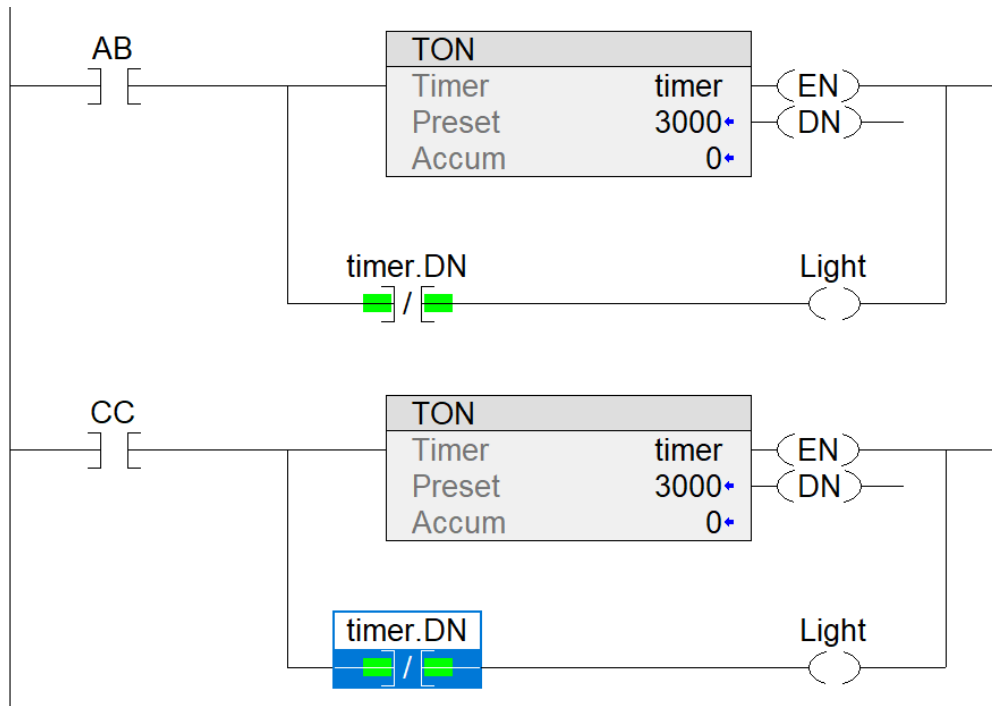 AB
TON
Timer timer EN
Preset 3000 DN
Accum 0
timer.DN Light
/
CC
TON
Timer timer EN
Preset 3000 DN
Accum 0
timer.DN Light
/